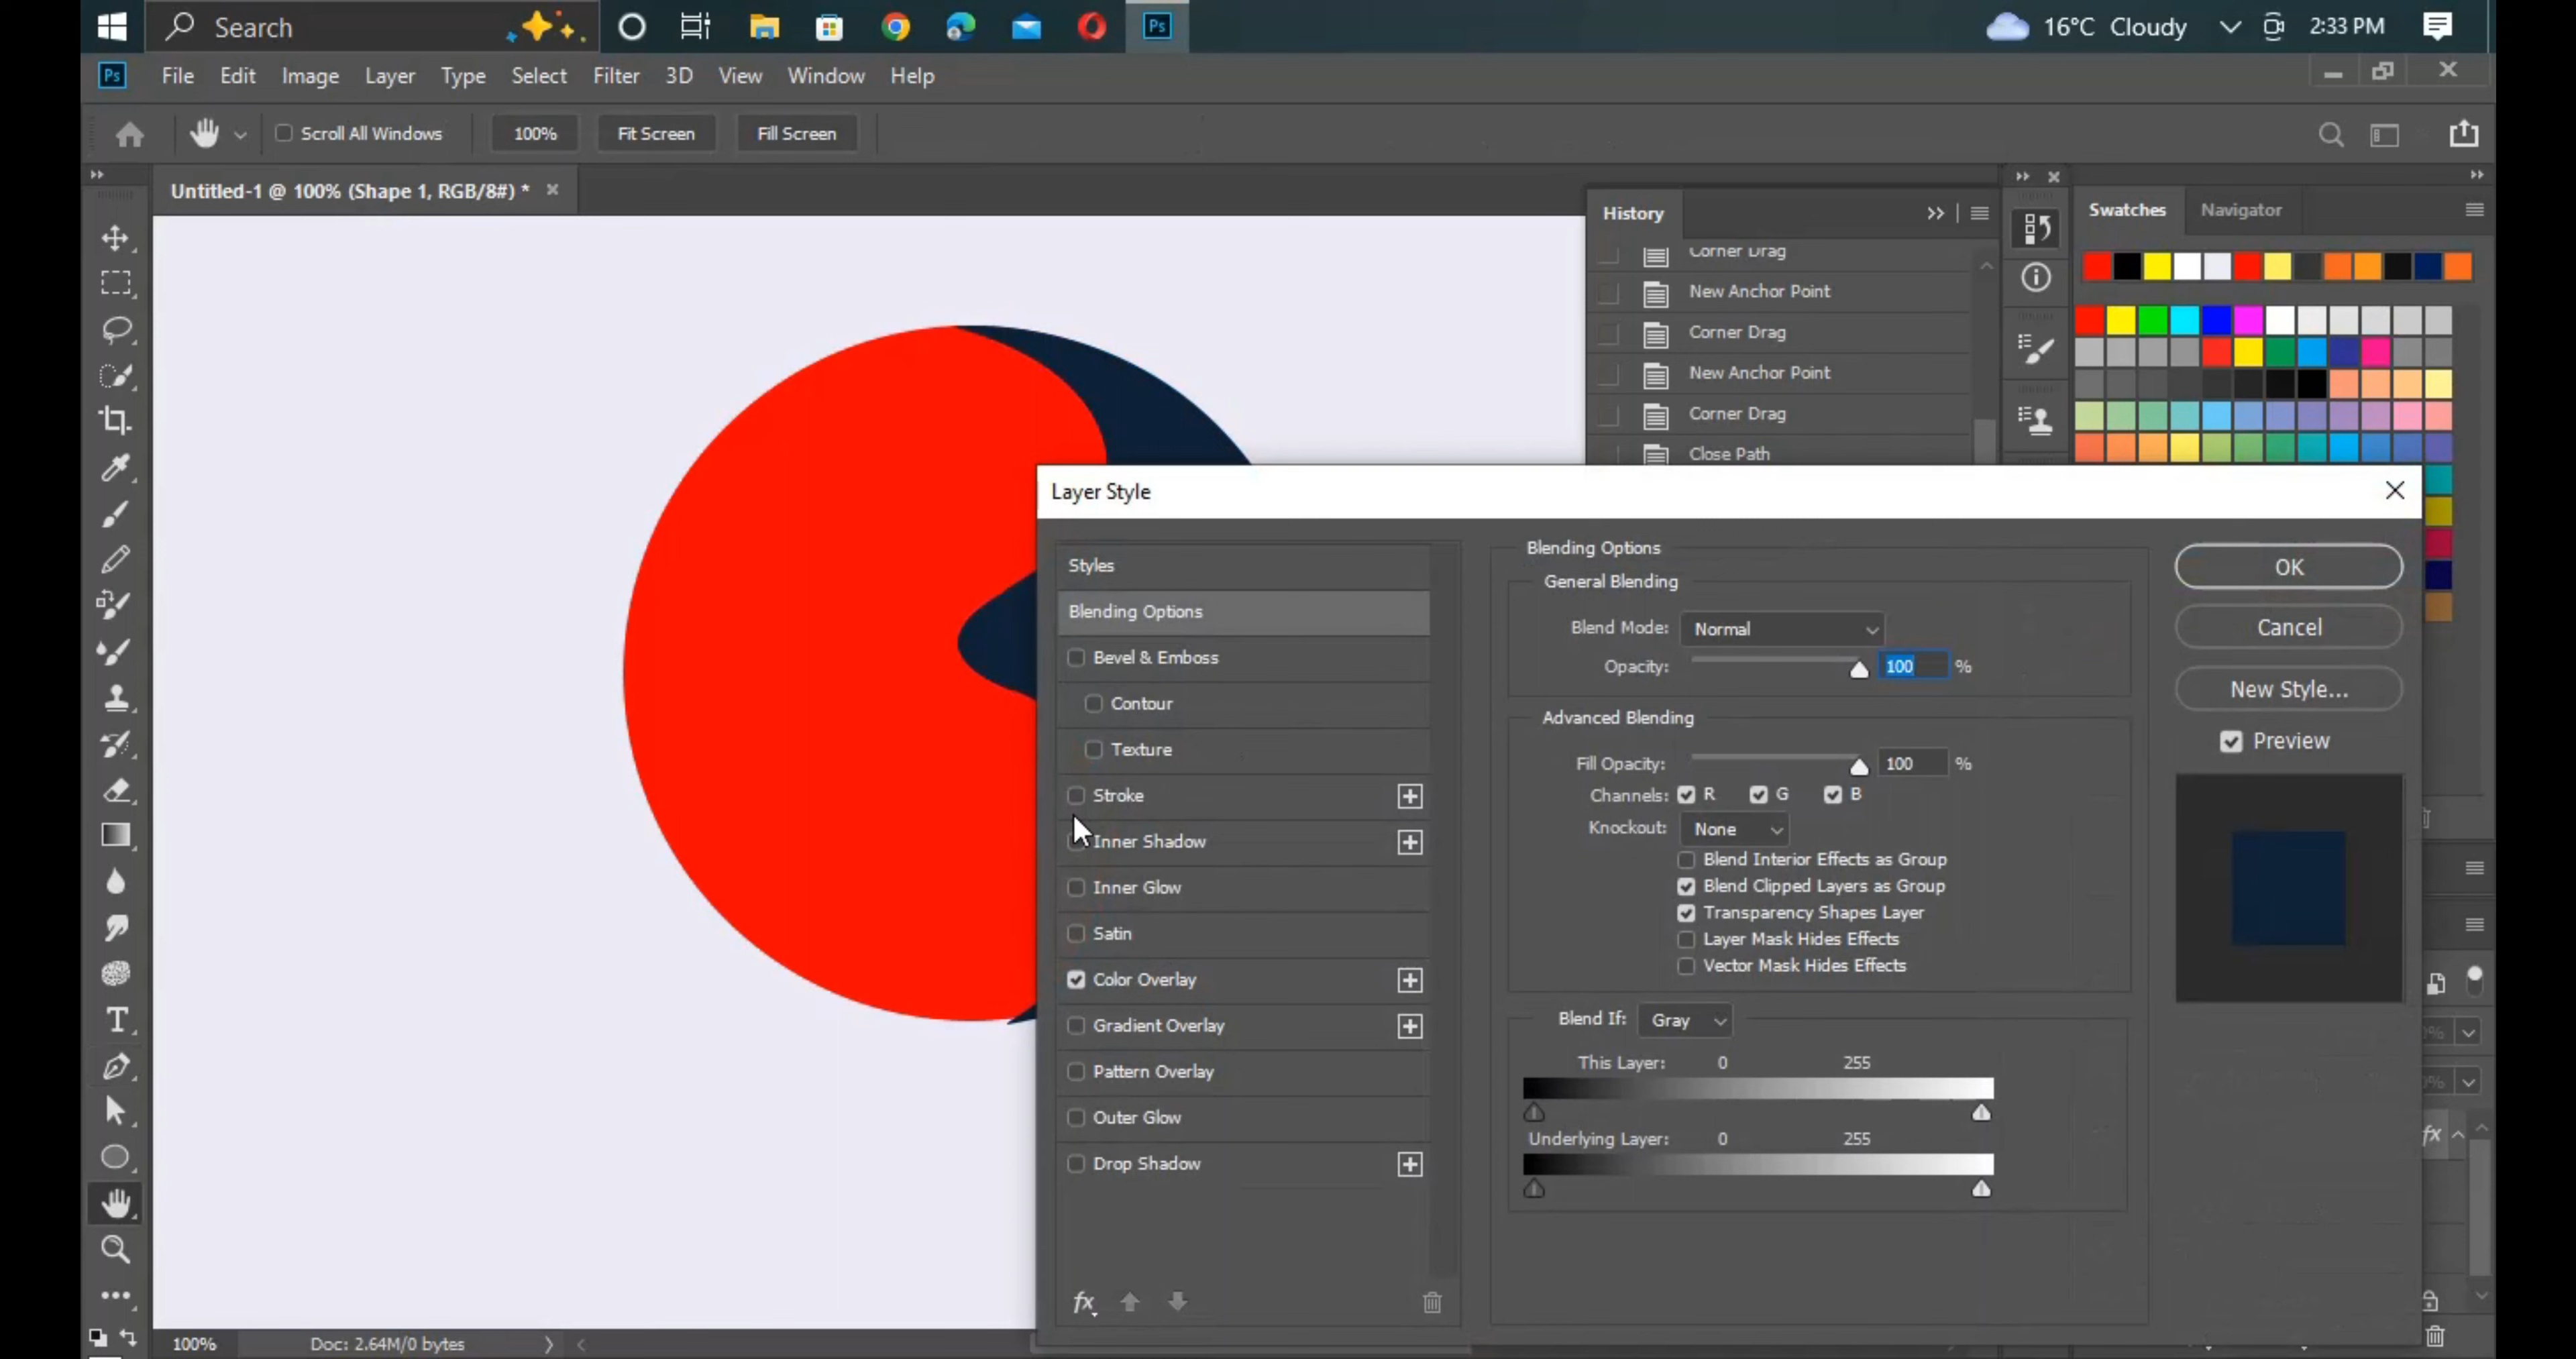 Search
16°C Cloudy
2:33 PM
Ps
Ps File Edit Image Layer Type Select Filter 3D View Window Help
Scroll All Windows 100% Fit Screen Fill Screen
Untitled-1 @ 100% (Shape 1, RGB/8#) *
History
Swatches Navigator
Corner Drag
New Anchor Point
Corner Drag
New Anchor Point
Corner Drag
Close Path
Layer Style
Styles
Blending Options
Bevel & Emboss
Contour
Texture
Stroke
Inner Shadow
Inner Glow
Satin
Color Overlay
Gradient Overlay
Pattern Overlay
Outer Glow
Drop Shadow
fx
Blending Options
General Blending
Blend Mode: Normal
Opacity: 100 %
Advanced Blending
Fill Opacity: 100 %
Channels: R G B
Knockout: None
Blend Interior Effects as Group
Blend Clipped Layers as Group
Transparency Shapes Layer
Layer Mask Hides Effects
Vector Mask Hides Effects
Blend If: Gray
This Layer: 0 255
Underlying Layer: 0 255
OK
Cancel
New Style...
Preview
fx
100% Doc: 2.64M/0 bytes